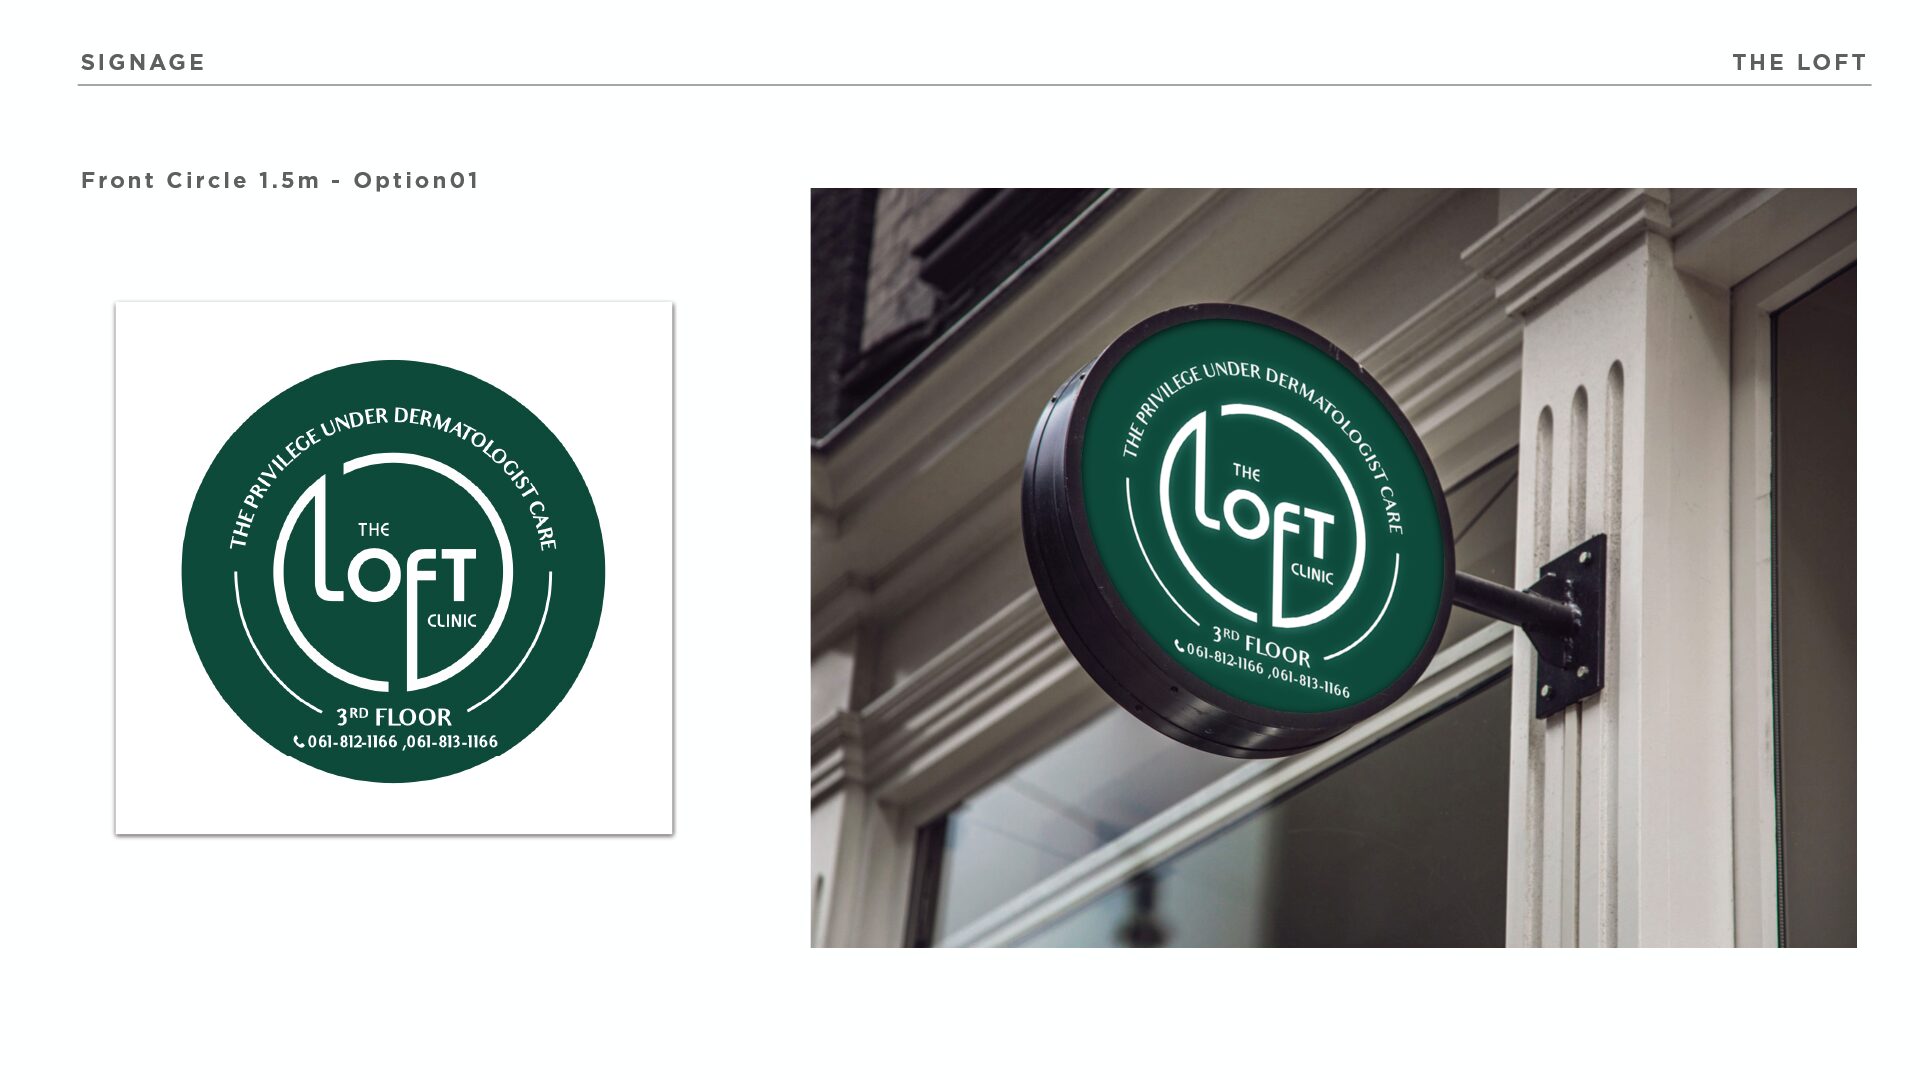 SIGNAGE
THE LOFT
Front Circle 1.5m - Option01
THE PRIVILEGE UNDER DERMATOLOGIST CARE
THE
LOFT
CLINIC
3RD FLOOR
061-812-1166 ,061-813-1166
THE PRIVILEGE UNDER DERMATOLOGIST CARE
THE
LOFT
CLINIC
3RD FLOOR
061-812-1166 ,061-813-1166